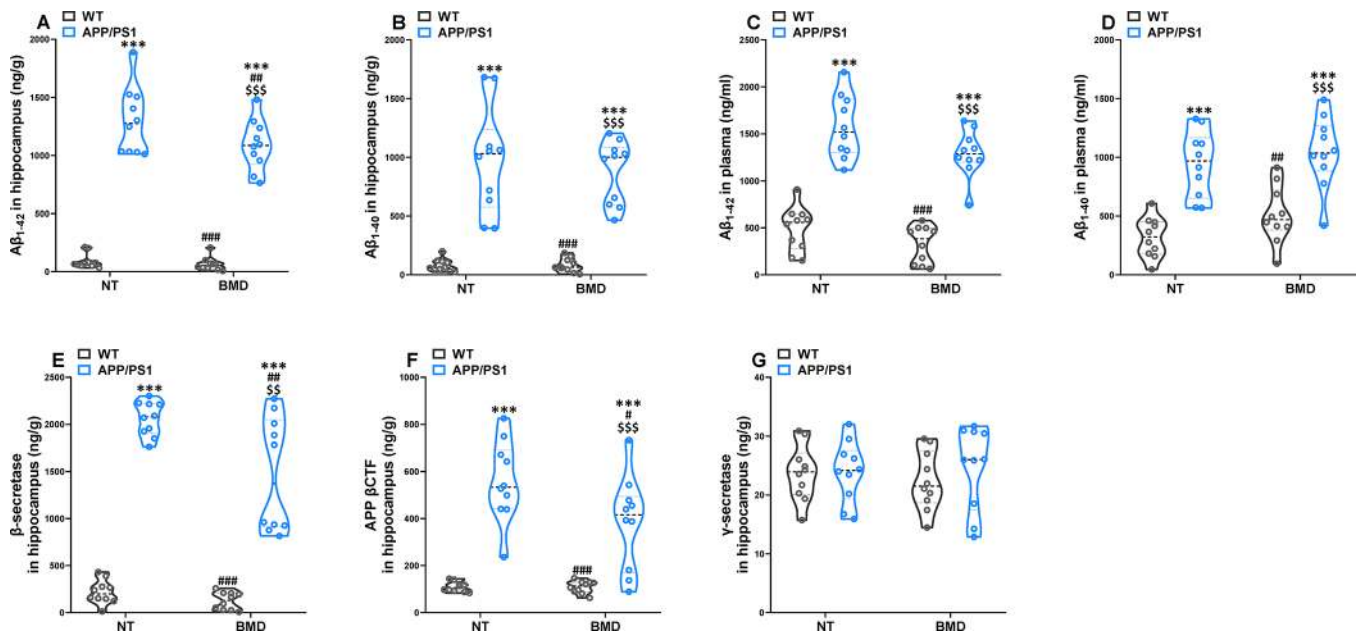 A
WT
APP/PS1
Aβ1-42 in hippocampus (ng/g)
2000
1500
1000
500
0
***
***
##
$$$
###
NT BMD
B
WT
APP/PS1
Aβ1-40 in hippocampus (ng/g)
2000
1500
1000
500
0
***
***
$$$
###
NT BMD
C
WT
APP/PS1
Aβ1-42 in plasma (ng/ml)
2500
2000
1500
1000
500
0
***
***
$$$
###
NT BMD
D
WT
APP/PS1
Aβ1-40 in plasma (ng/ml)
2000
1500
1000
500
0
***
##
***
$$$
NT BMD
E
WT
APP/PS1
β-secretase
in hippocampus (ng/g)
2500
2000
1500
1000
500
0
***
***
##
$$
###
NT BMD
F
WT
APP/PS1
APP βCTF
in hippocampus (ng/g)
800
600
400
200
0
***
***
#
$$$
###
NT BMD
G
WT
APP/PS1
γ-secretase
in hippocampus (ng/g)
40
30
20
10
0
NT BMD